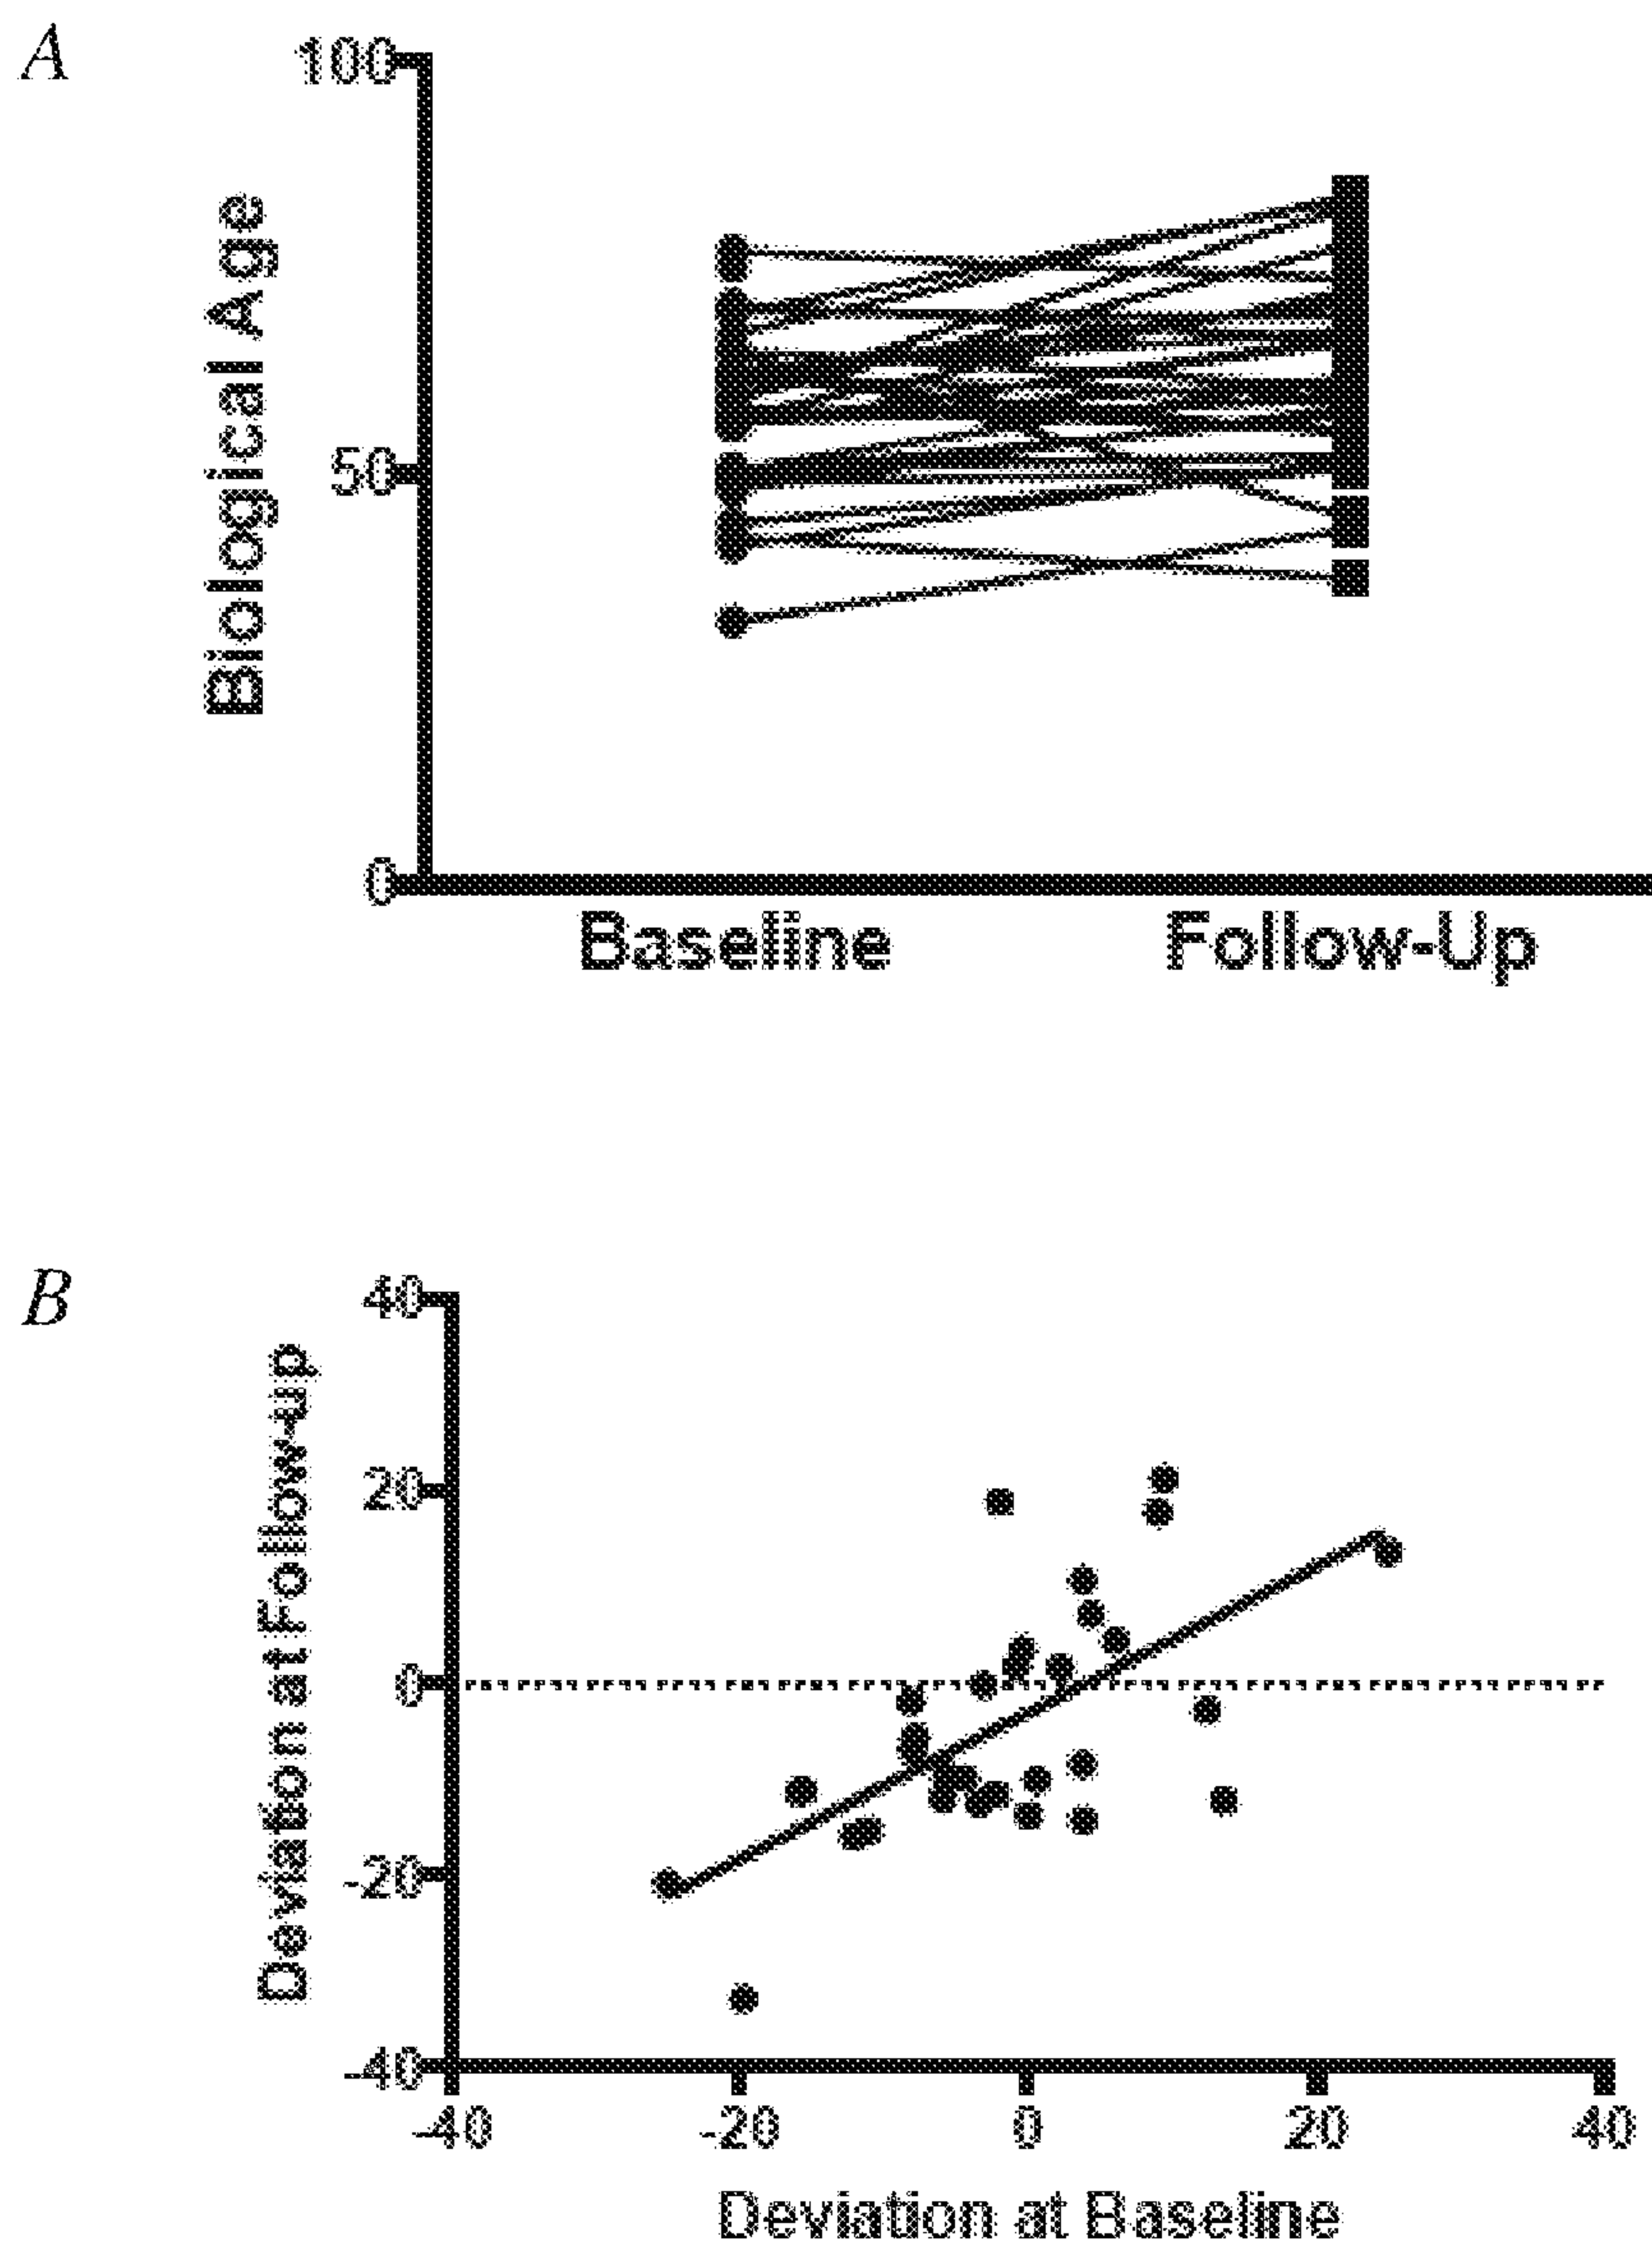 A
100
50
0
Biological Age
Baseline Follow-Up
B
40
20
0
-20
-40
Deviation at Follow-up
-40 -20 0 20 40
Deviation at Baseline